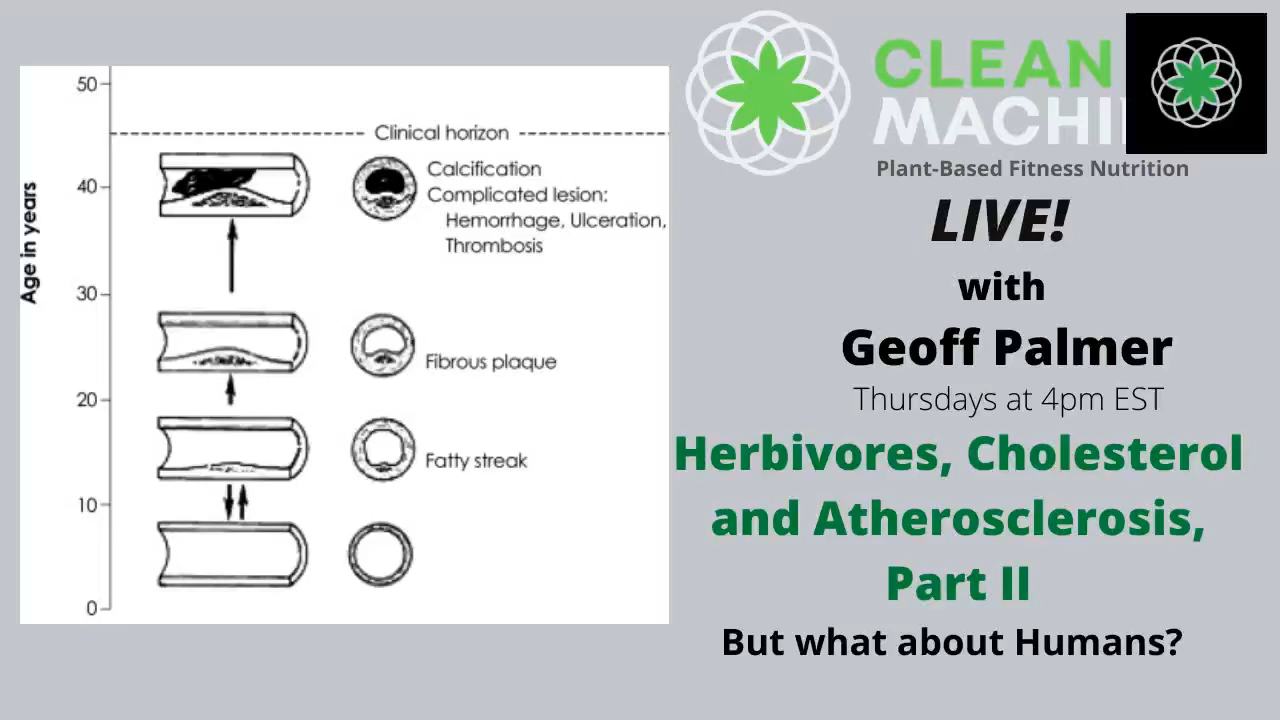 50
Clinical horizon
Calcification
40
Complicated lesion:
Hemorrhage, Ulceration,
Thrombosis
Age in years
30
Fibrous plaque
20
Fatty streak
10
0
CLEAN
MACHI
Plant-Based Fitness Nutrition
LIVE!
with
Geoff Palmer
Thursdays at 4pm EST
Herbivores, Cholesterol
and Atherosclerosis,
Part II
But what about Humans?